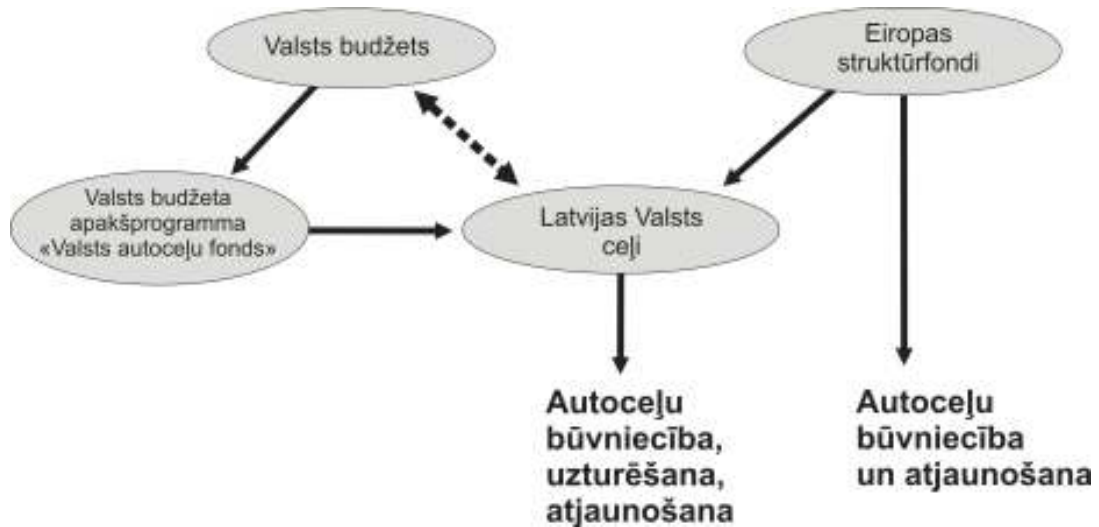 Valsts budžets
Eiropas
struktūrfondi
Valsts budžeta
apakšprogramma
«Valsts autoceļu fonds»
Latvijas Valsts
ceļi
Autoceļu
būvniecība,
uzturēšana,
atjaunošana
Autoceļu
būvniecība
un atjaunošana